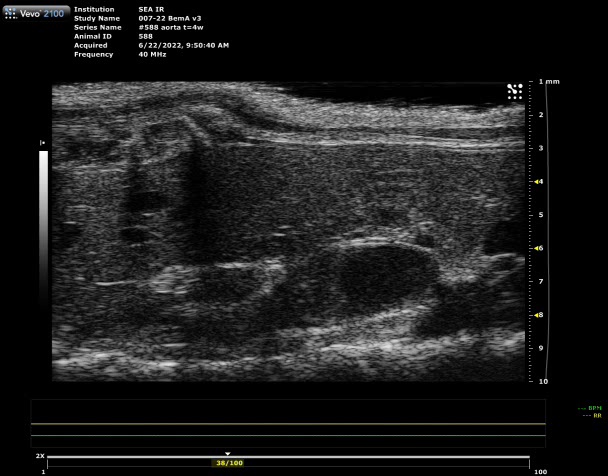 Vevo 2100
Institution SEA IR
Study Name 007-22 BemA v3
Series Name #588 aorta t=4w
Animal ID 588
Acquired 6/22/2022, 9:50:40 AM
Frequency 40 MHz
1 mm
2
3
4
5
6
7
8
9
10
--- BPM
--- RR
2X
38/100
1 100